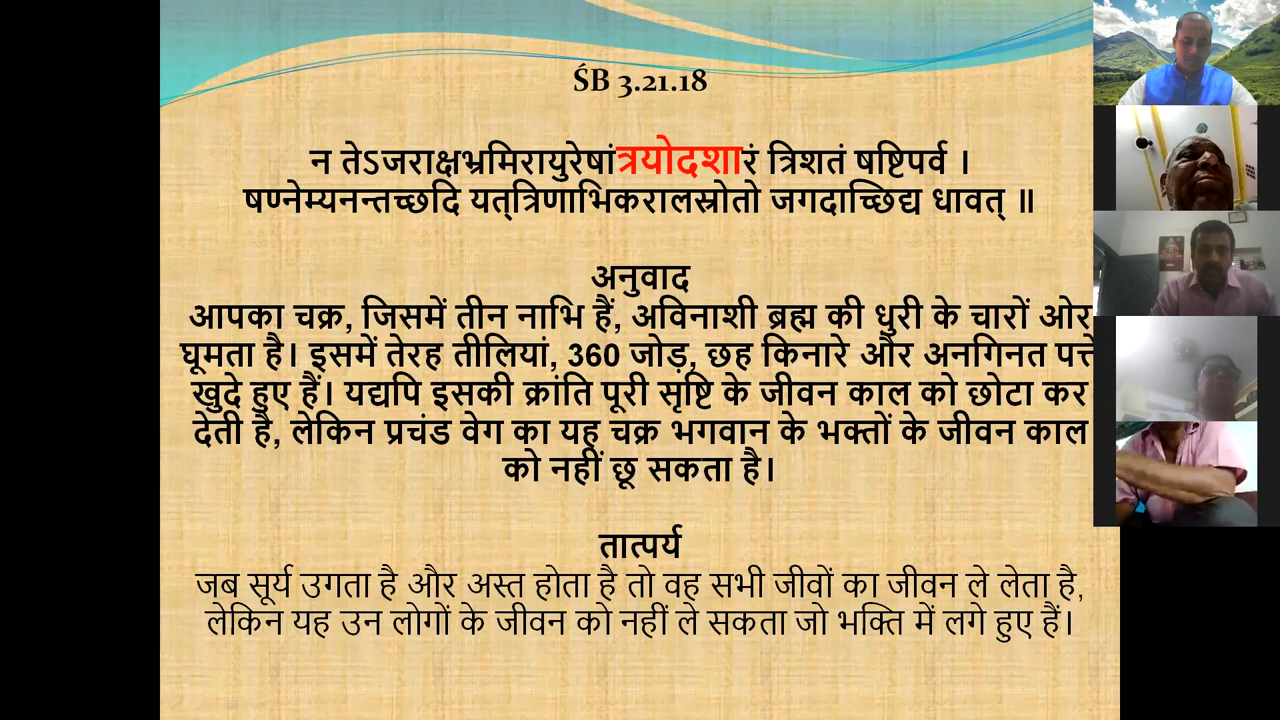 ŚB 3.21.18
न तेऽजराक्षभ्रमिरायुरेषांत्रयोदशारं त्रिशतं षष्टिपर्व ।
षण्नेम्यनन्तच्छदि यत्त्रिणाभिकरालस्रोतो जगदाच्छिद्य धावत् ॥
अनुवाद
आपका चक्र, जिसमें तीन नाभि हैं, अविनाशी ब्रह्म की धुरी के चारों ओर
घूमता है। इसमें तेरह तीलियां, 360 जोड़, छह किनारे और अनगिनत पत्ते
खुदे हुए हैं। यद्यपि इसकी क्रांति पूरी सृष्टि के जीवन काल को छोटा कर
देती है, लेकिन प्रचंड वेग का यह चक्र भगवान के भक्तों के जीवन काल
को नहीं छू सकता है।
तात्पर्य
जब सूर्य उगता है और अस्त होता है तो वह सभी जीवों का जीवन ले लेता है,
लेकिन यह उन लोगों के जीवन को नहीं ले सकता जो भक्ति में लगे हुए हैं।